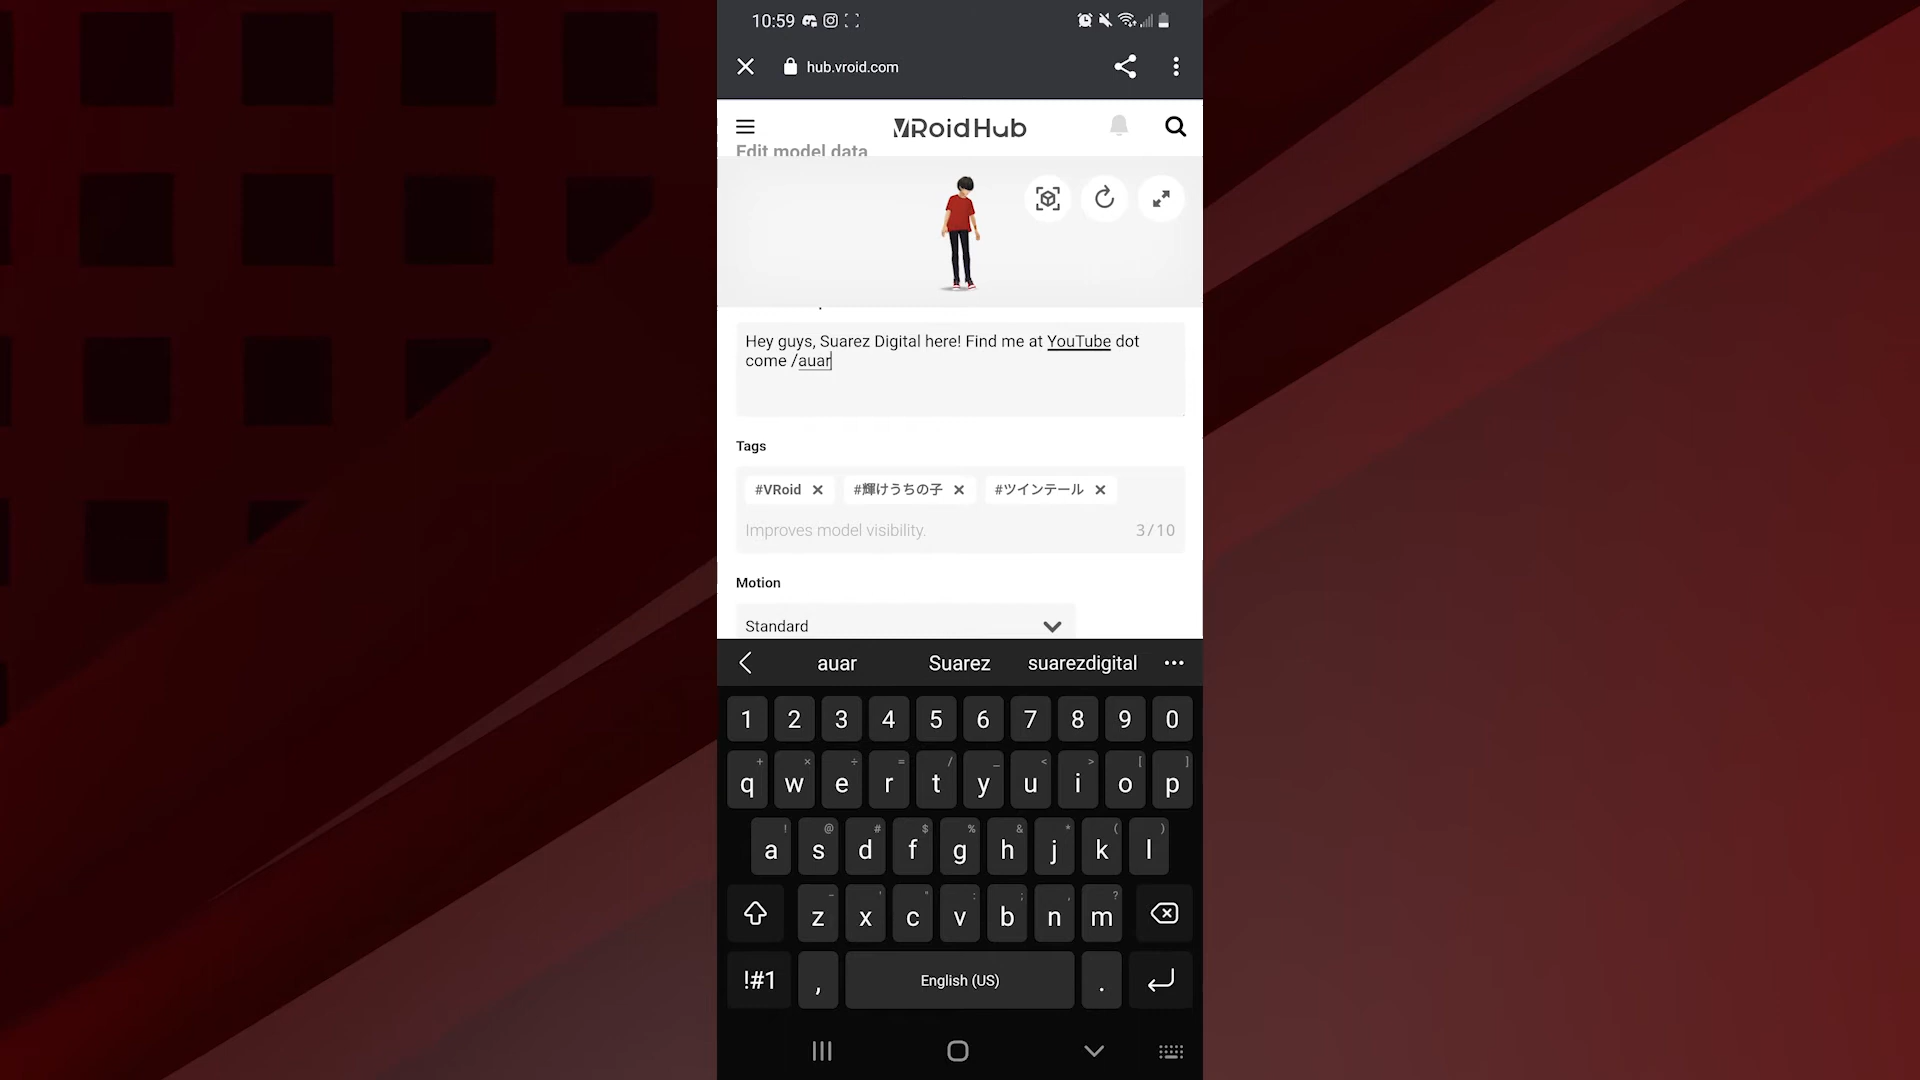 10:59
hub.vroid.com
VRoidHub
Edit model data
Hey guys, Suarez Digital here! Find me at YouTube dot
come /auar
Tags
#VRoid
#輝けうちの子
#ツインテール
Improves model visibility.
3/10
Motion
Standard
auar
Suarez
suarezdigital
1 2 3 4 5 6 7 8 9 0
+ × ÷ = / _ < > [ ]
q w e r t y u i o p
! @ # $ % & * ( )
a s d f g h j k l
- ' " : ; , ?
z x c v b n m
!#1 , English (US) .